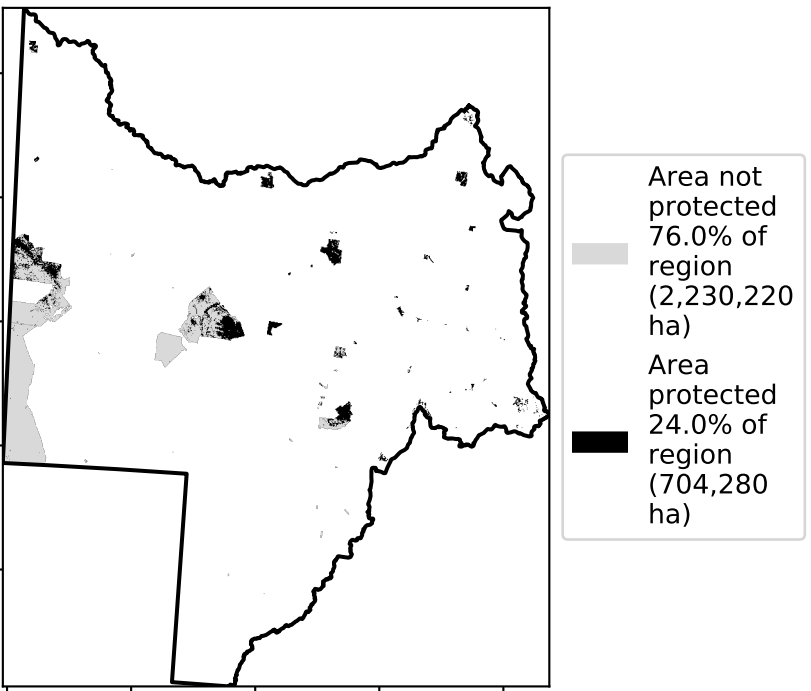 Area not
protected
76.0% of
region
(2,230,220
ha)
Area
protected
24.0% of
region
(704,280
ha)